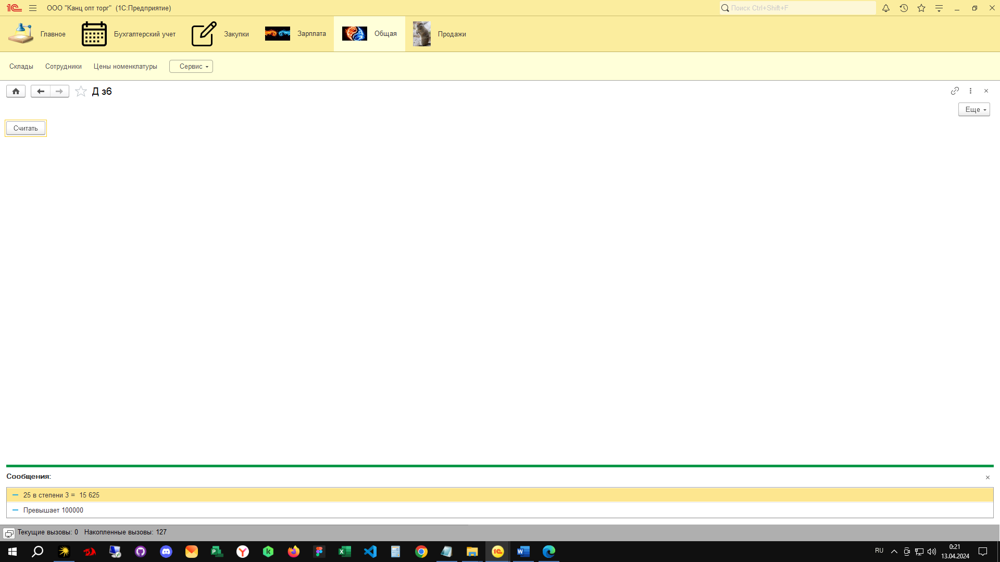 1С ООО "Канц опт торг" (1С:Предприятие) Поиск Ctrl+Shift+F
Главное Бухгалтерский учет Закупки Зарплата Общая Продажи
Склады Сотрудники Цены номенклатуры Сервис
Д з6
Еще
Считать
Сообщения:
25 в степени 3 = 15 625
Превышает 100000
Текущие вызовы: 0 Накопленные вызовы: 127
RU 0:21
13.04.2024